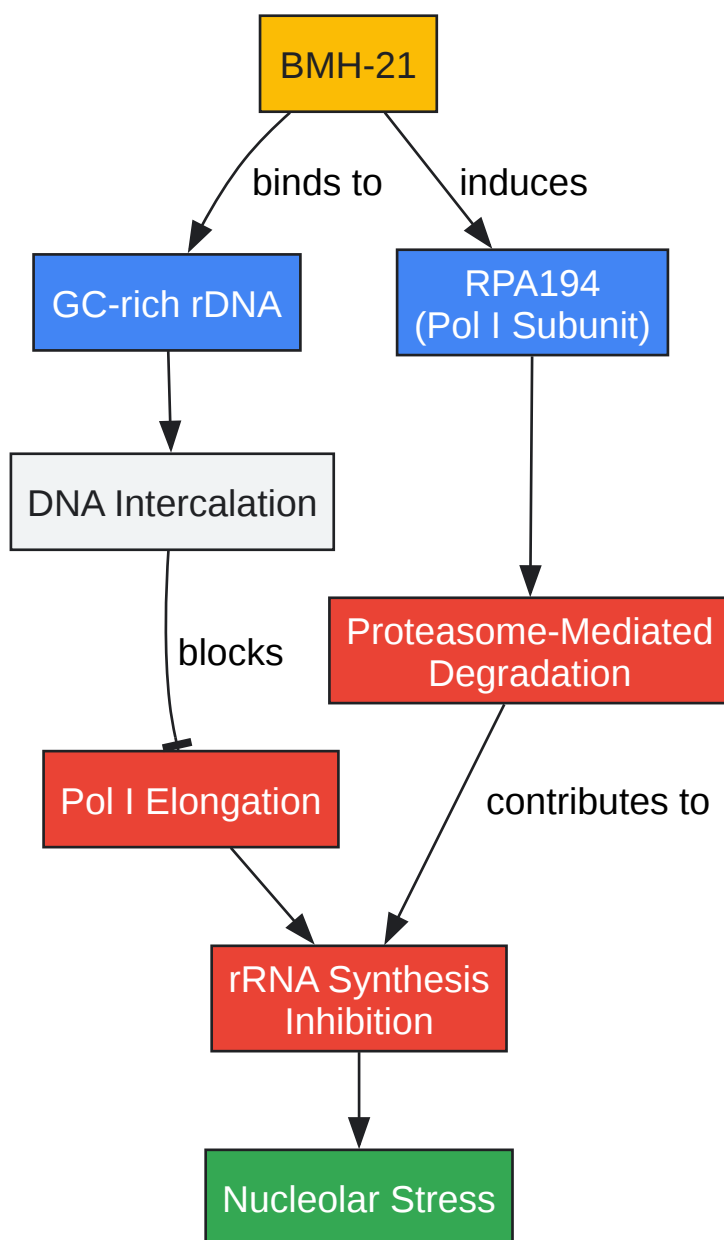 BMH-21
binds to
induces
GC-rich rDNA
RPA194
(Pol I Subunit)
DNA Intercalation
Proteasome-Mediated
Degradation
blocks
Pol I Elongation
contributes to
rRNA Synthesis
Inhibition
Nucleolar Stress